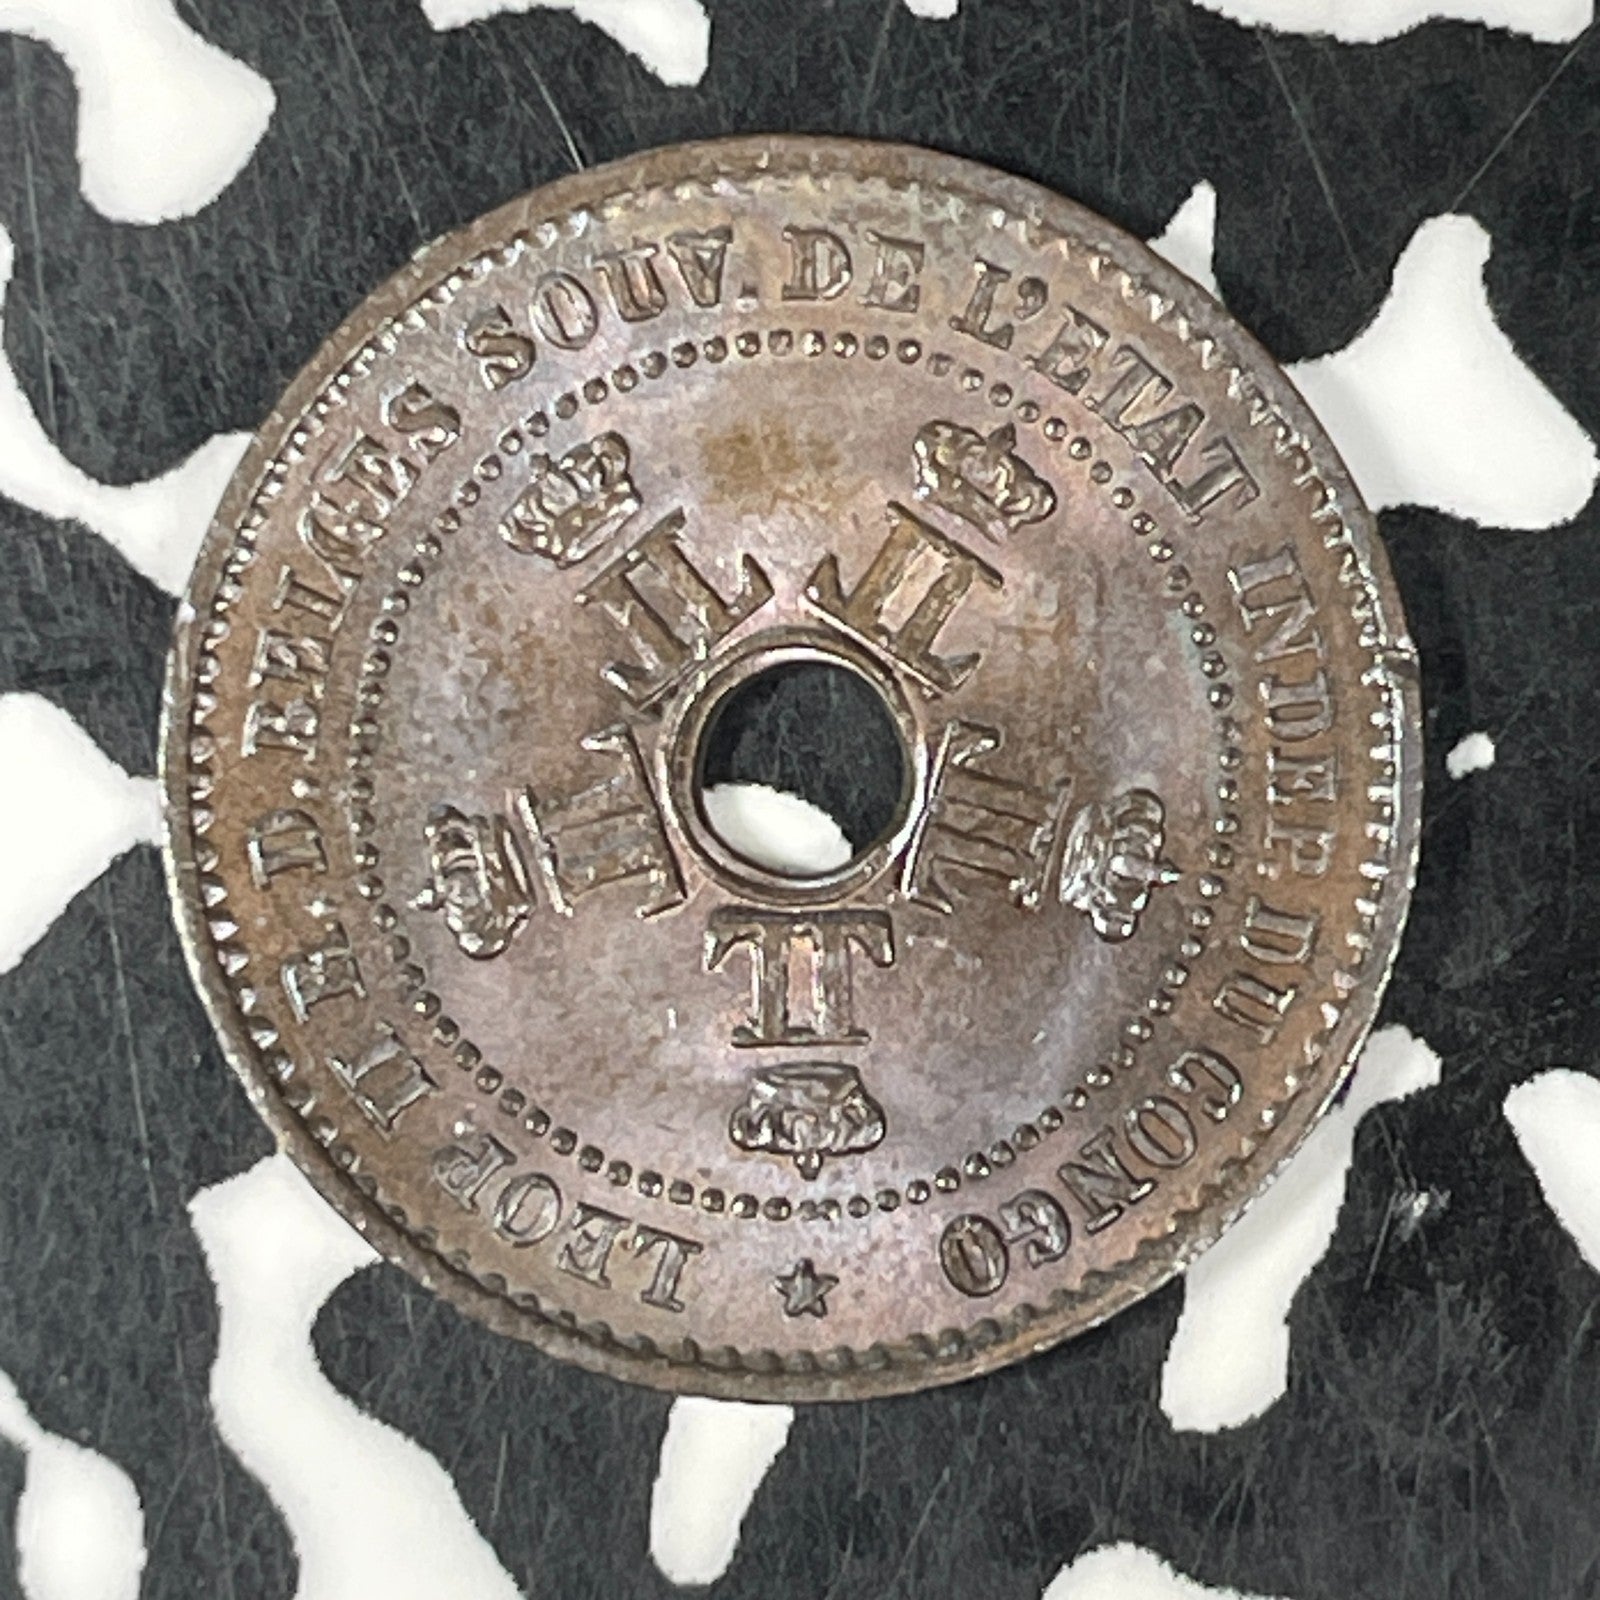 LEOP. II R. D. BELGES SOUV. DE L'ETAT INDEP. DU CONGO ★